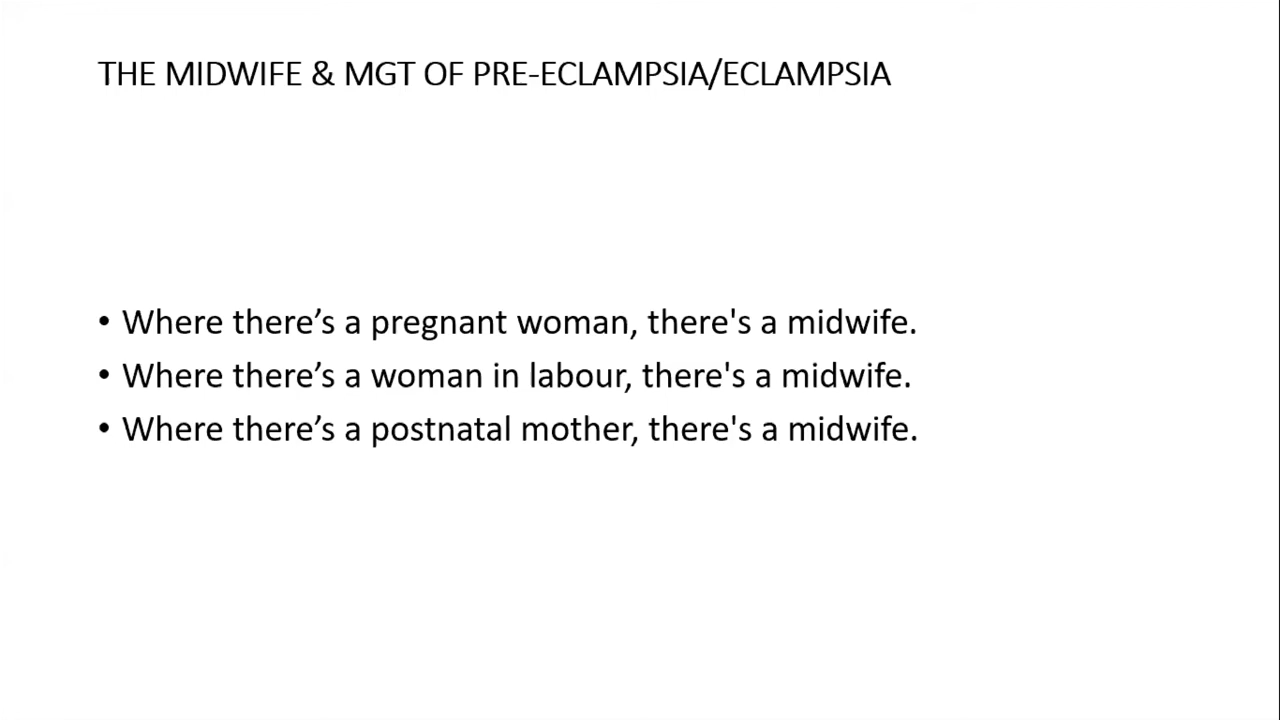 THE MIDWIFE & MGT OF PRE-ECLAMPSIA/ECLAMPSIA
• Where there’s a pregnant woman, there's a midwife.
• Where there’s a woman in labour, there's a midwife.
• Where there’s a postnatal mother, there's a midwife.